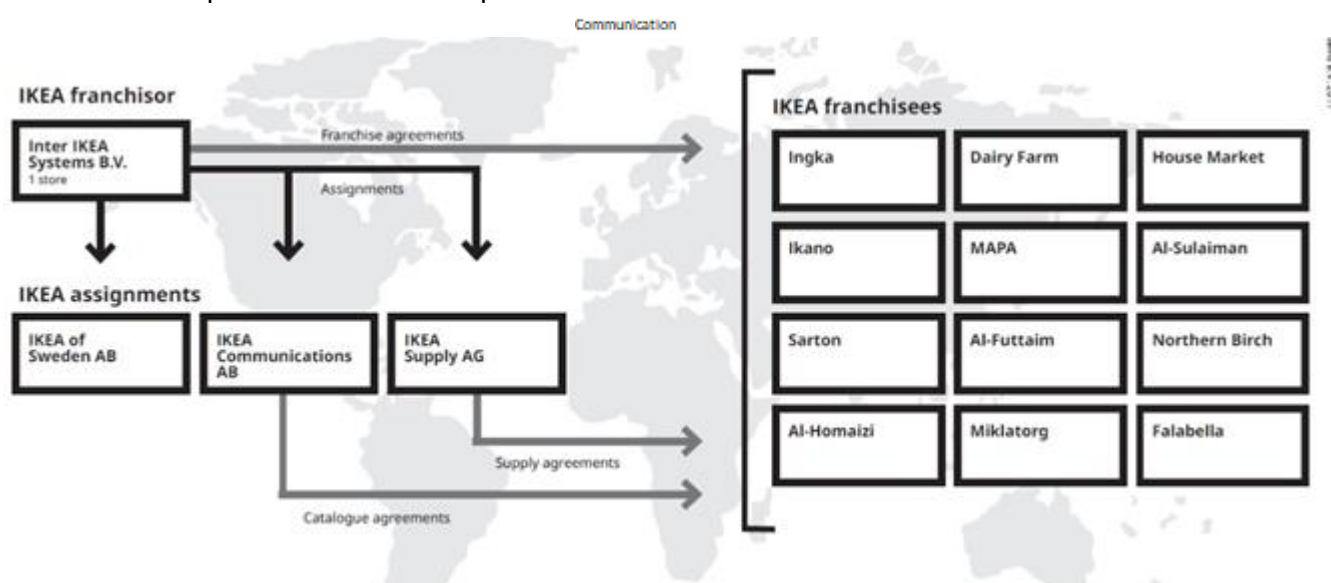 Communication
IKEA franchisor
Inter IKEA
Systems B.V.
1 store
Franchise agreements
Assignments
IKEA assignments
IKEA of
Sweden AB
IKEA
Communications
AB
IKEA
Supply AG
Supply agreements
Catalogue agreements
IKEA franchisees
Ingka
Dairy Farm
House Market
Ikano
MAPA
Al-Sulaiman
Sarton
Al-Futtaim
Northern Birch
Al-Homaizi
Miklatorg
Falabella